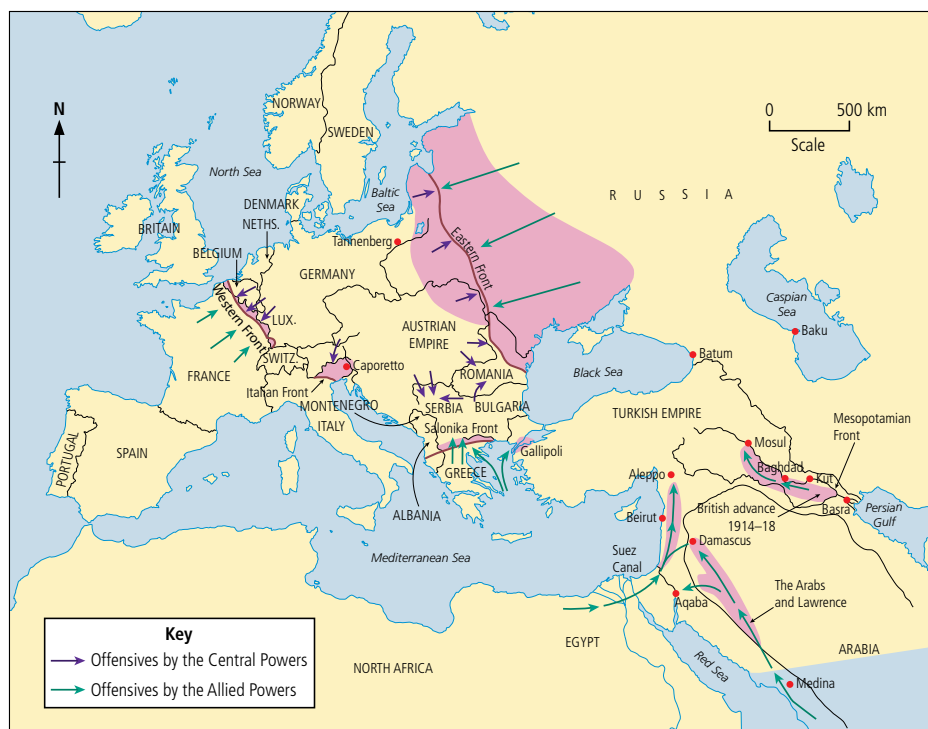 N
0 500 km
Scale
NORWAY
SWEDEN
North Sea
Baltic
Sea
R U S S I A
DENMARK
NETHS.
BRITAIN
BELGIUM
Tannenberg
Eastern Front
GERMANY
Western Front
LUX.
Caspian
Sea
Baku
AUSTRIAN
EMPIRE
SWITZ.
FRANCE
Caporetto
Italian Front
ROMANIA
Black Sea
Batum
MONTENEGRO
SERBIA
BULGARIA
ITALY
Salonika Front
TURKISH EMPIRE
Mesopotamian
Front
PORTUGAL
SPAIN
Gallipoli
GREECE
Mosul
Baghdad
Kut
Aleppo
ALBANIA
British advance
1914–18
Basra
Persian
Gulf
Beirut
Mediterranean Sea
Suez
Canal
Damascus
The Arabs
and Lawrence
Aqaba
EGYPT
ARABIA
Red Sea
Medina
NORTH AFRICA
Key
Offensives by the Central Powers
Offensives by the Allied Powers